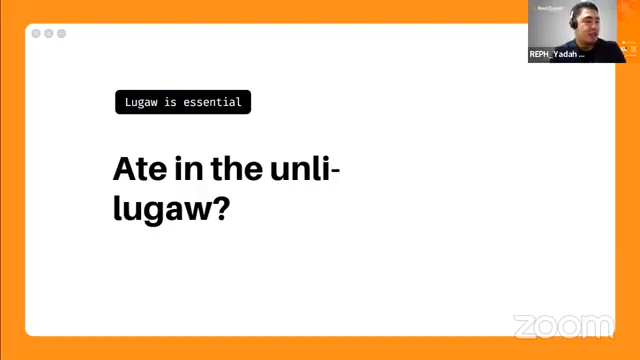 Lugaw is essential
Ate in the unli-
lugaw?
REPH_Yadah
zoom